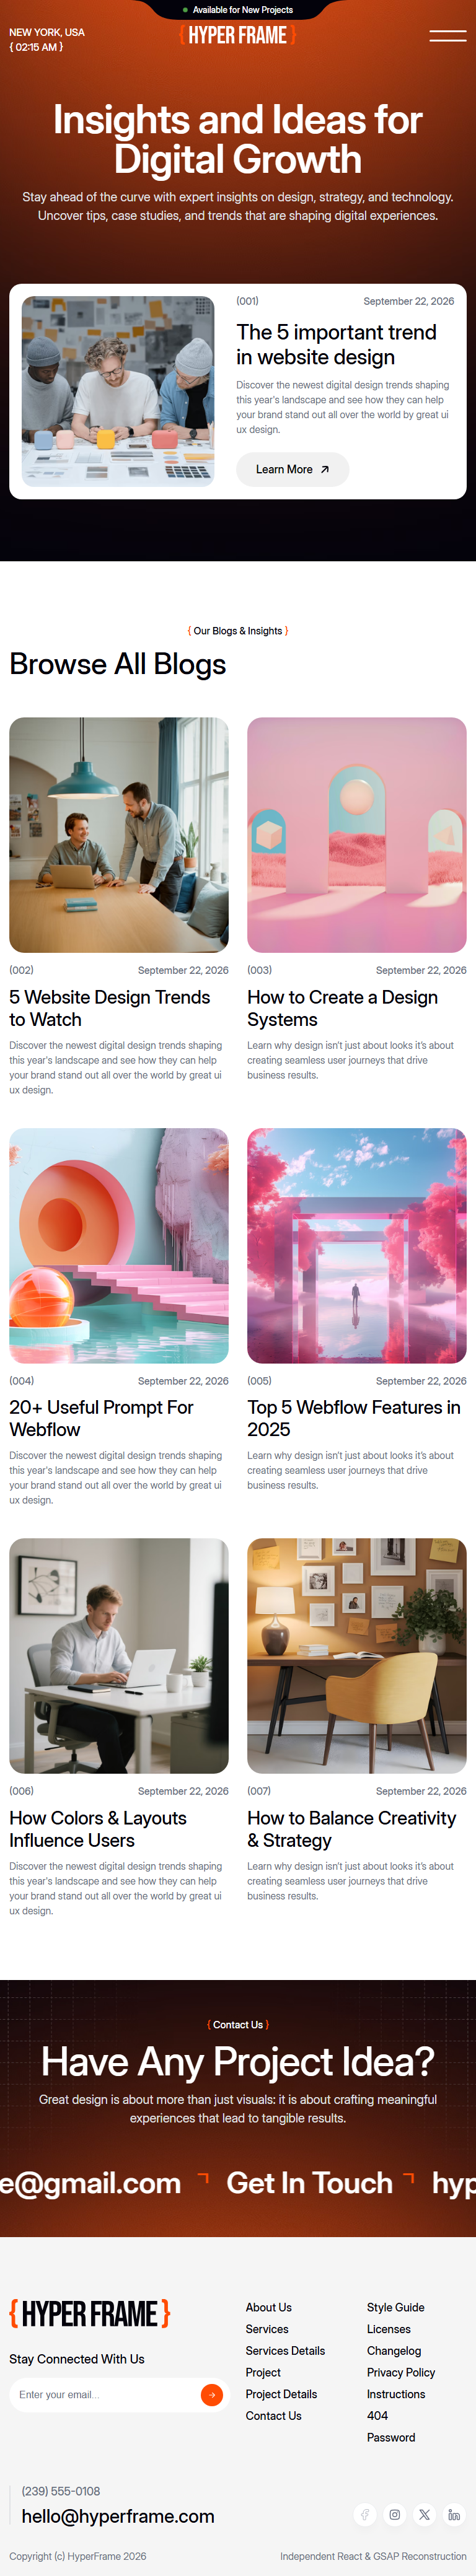 Available for New Projects
NEW YORK, USA
{ 02:15 AM }
{ HYPER FRAME }
Insights and Ideas for
Digital Growth
Stay ahead of the curve with expert insights on design, strategy, and technology.
Uncover tips, case studies, and trends that are shaping digital experiences.
(001)
September 22, 2026
The 5 important trend
in website design
Discover the newest digital design trends shaping
this year's landscape and see how they can help
your brand stand out all over the world by great ui
ux design.
Learn More
{ Our Blogs & Insights }
Browse All Blogs
(002)
September 22, 2026
5 Website Design Trends
to Watch
Discover the newest digital design trends shaping
this year's landscape and see how they can help
your brand stand out all over the world by great ui
ux design.
(003)
September 22, 2026
How to Create a Design
Systems
Learn why design isn't just about looks it's about
creating seamless user journeys that drive
business results.
(004)
September 22, 2026
20+ Useful Prompt For
Webflow
Discover the newest digital design trends shaping
this year's landscape and see how they can help
your brand stand out all over the world by great ui
ux design.
(005)
September 22, 2026
Top 5 Webflow Features in
2025
Learn why design isn't just about looks it's about
creating seamless user journeys that drive
business results.
(006)
September 22, 2026
How Colors & Layouts
Influence Users
Discover the newest digital design trends shaping
this year's landscape and see how they can help
your brand stand out all over the world by great ui
ux design.
(007)
September 22, 2026
How to Balance Creativity
& Strategy
Learn why design isn't just about looks it's about
creating seamless user journeys that drive
business results.
{ Contact Us }
Have Any Project Idea?
Great design is about more than just visuals: it is about crafting meaningful
experiences that lead to tangible results.
e@gmail.com Get In Touch hyp
{ HYPER FRAME }
Stay Connected With Us
Enter your email...
About Us
Services
Services Details
Project
Project Details
Contact Us
Style Guide
Licenses
Changelog
Privacy Policy
Instructions
404
Password
(239) 555-0108
hello@hyperframe.com
Copyright (c) HyperFrame 2026
Independent React & GSAP Reconstruction